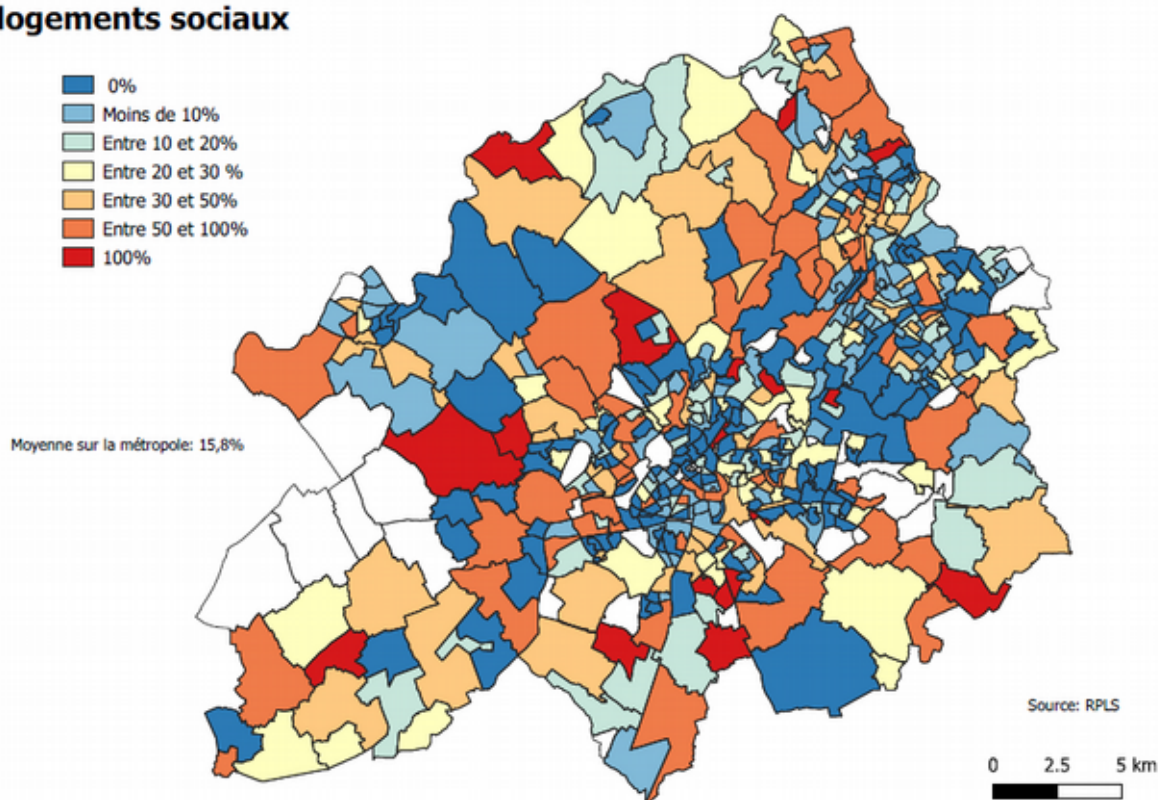 logements sociaux
0%
Moins de 10%
Entre 10 et 20%
Entre 20 et 30 %
Entre 30 et 50%
Entre 50 et 100%
100%
Moyenne sur la métropole: 15,8%
Source: RPLS
0 2.5 5 km